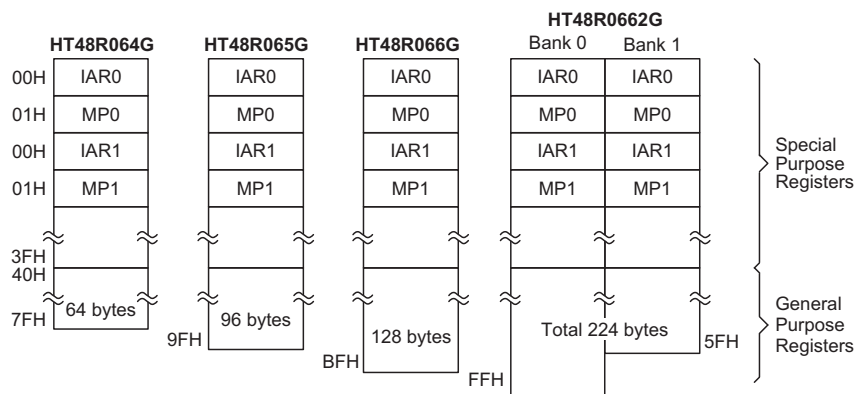 HT48R0662G
HT48R064G HT48R065G HT48R066G Bank 0 Bank 1
00H IAR0 IAR0 IAR0 IAR0 IAR0
01H MP0 MP0 MP0 MP0 MP0
00H IAR1 IAR1 IAR1 IAR1 IAR1
01H MP1 MP1 MP1 MP1 MP1
Special
Purpose
Registers
3FH
40H
7FH 64 bytes
9FH 96 bytes
BFH 128 bytes
FFH Total 224 bytes 5FH
General
Purpose
Registers